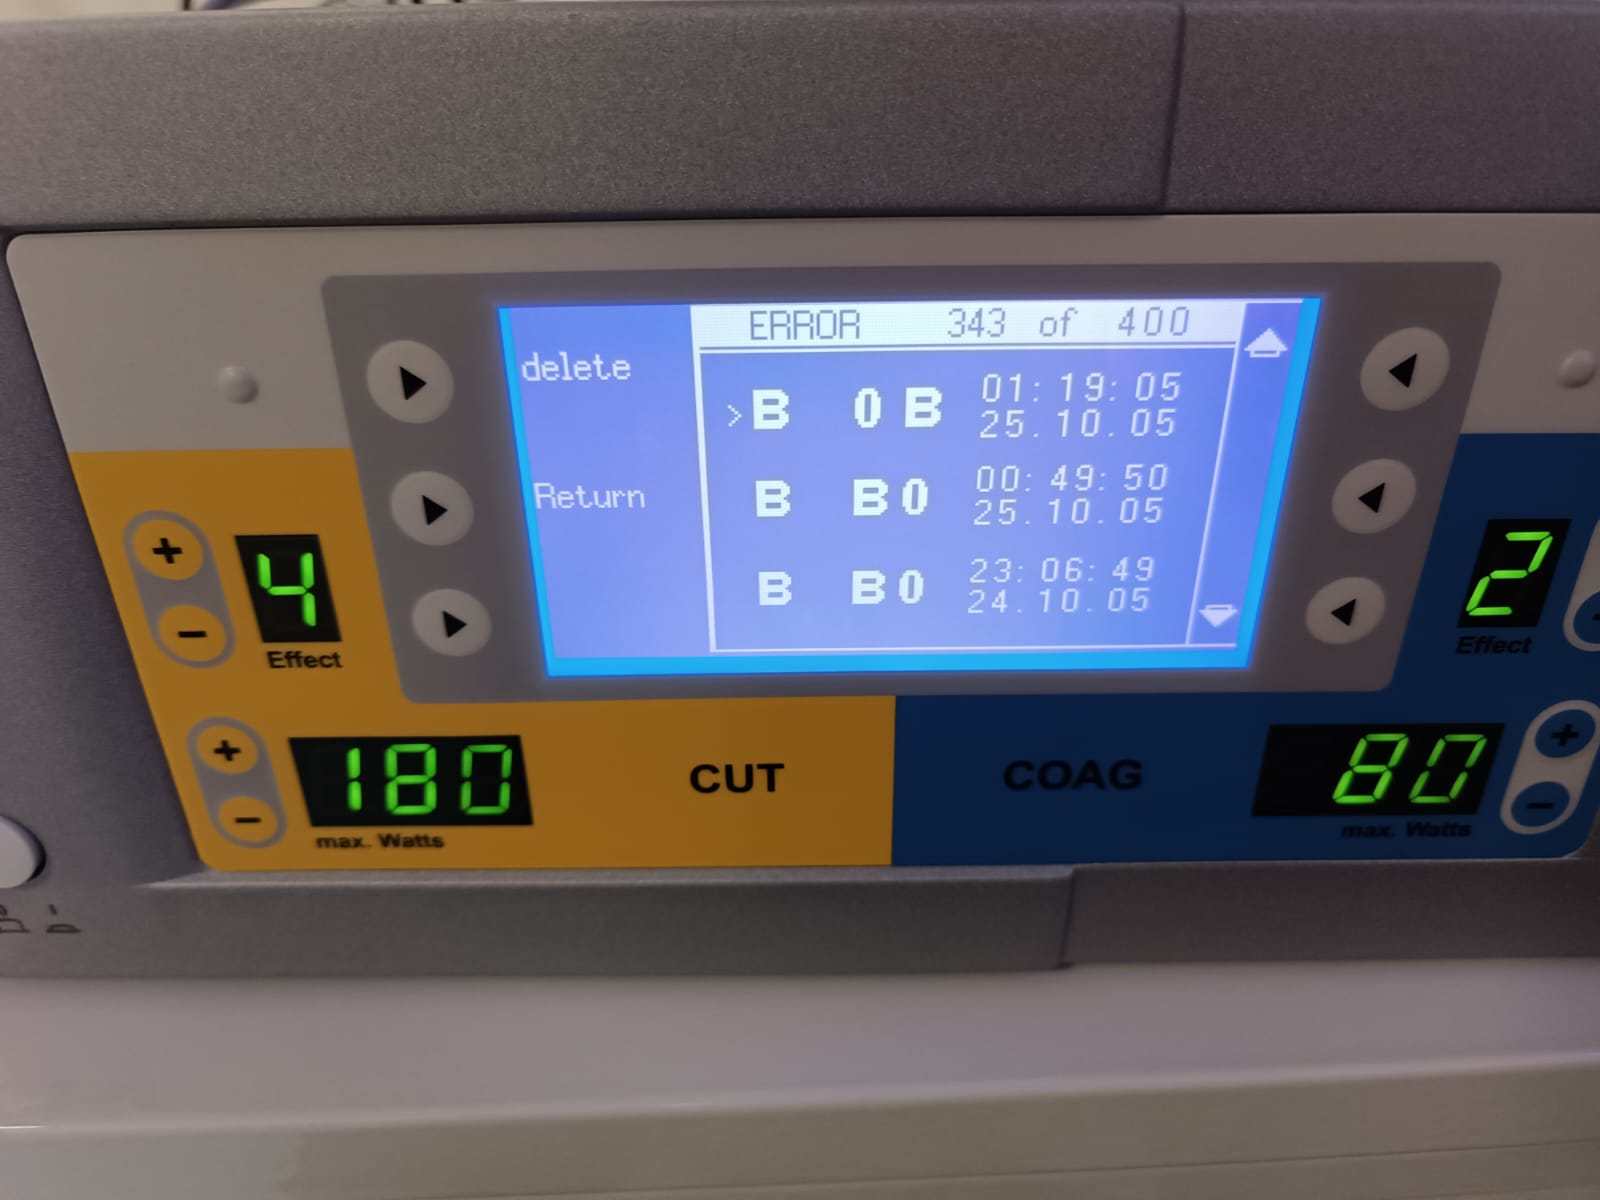 ERROR 343 of 400
delete
>B 0B 01:19:05
25.10.05
Return
B B0 00:49:50
25.10.05
B B0 23:06:49
24.10.05
+
4
-
Effect
2
-
Effect
+
180
-
max. Watts
CUT
COAG
80
+
-
max. Watts